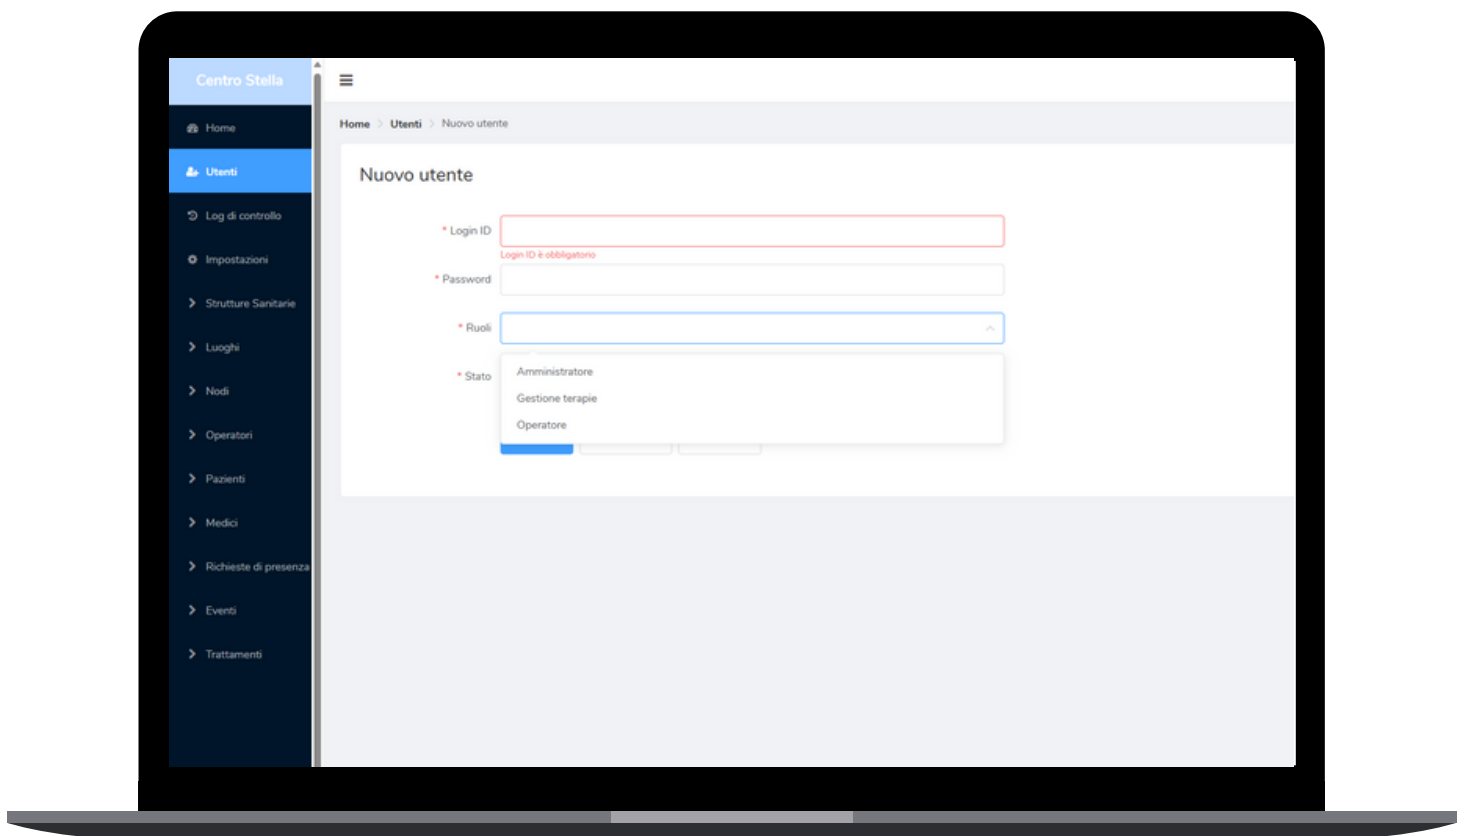 Centro Stella
Home
Utenti
Log di controllo
Impostazioni
Strutture Sanitarie
Luoghi
Nodi
Operatori
Pazienti
Medici
Richieste di presenza
Eventi
Trattamenti
Home > Utenti > Nuovo utente
Nuovo utente
* Login ID
Login ID è obbligatorio
* Password
* Ruoli
Amministratore
Gestione terapie
Operatore
* Stato